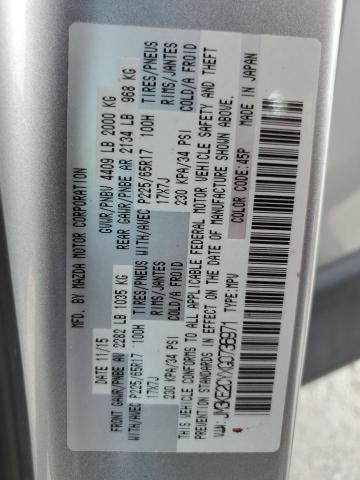 MFD. BY MAZDA MOTOR CORPORATION
DATE 11/15 GVWR/PNBV 4409 LB 2000 KG
FRONT GAWR/PNBE AV 2282 LB 1035 KG REAR GAWR/PNBE AR 2134 LB 968 KG
WITH/AVEC P225/65R17 100H TIRES/PNEUS WITH/AVEC P225/65R17 100H TIRES/PNEUS
17X7J RIMS/JANTES 17X7J RIMS/JANTES
230 KPA/34 PSI COLD/A FROID 230 KPA/34 PSI COLD/A FROID
THIS VEHICLE CONFORMS TO ALL APPLICABLE FEDERAL MOTOR VEHICLE SAFETY AND THEFT
PREVENTION STANDARDS IN EFFECT ON THE DATE OF MANUFACTURE SHOWN ABOVE.
VIN: TYPE: MPV COLOR CODE: 45P MADE IN JAPAN